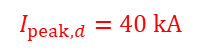 I_peak,d = 40 kA